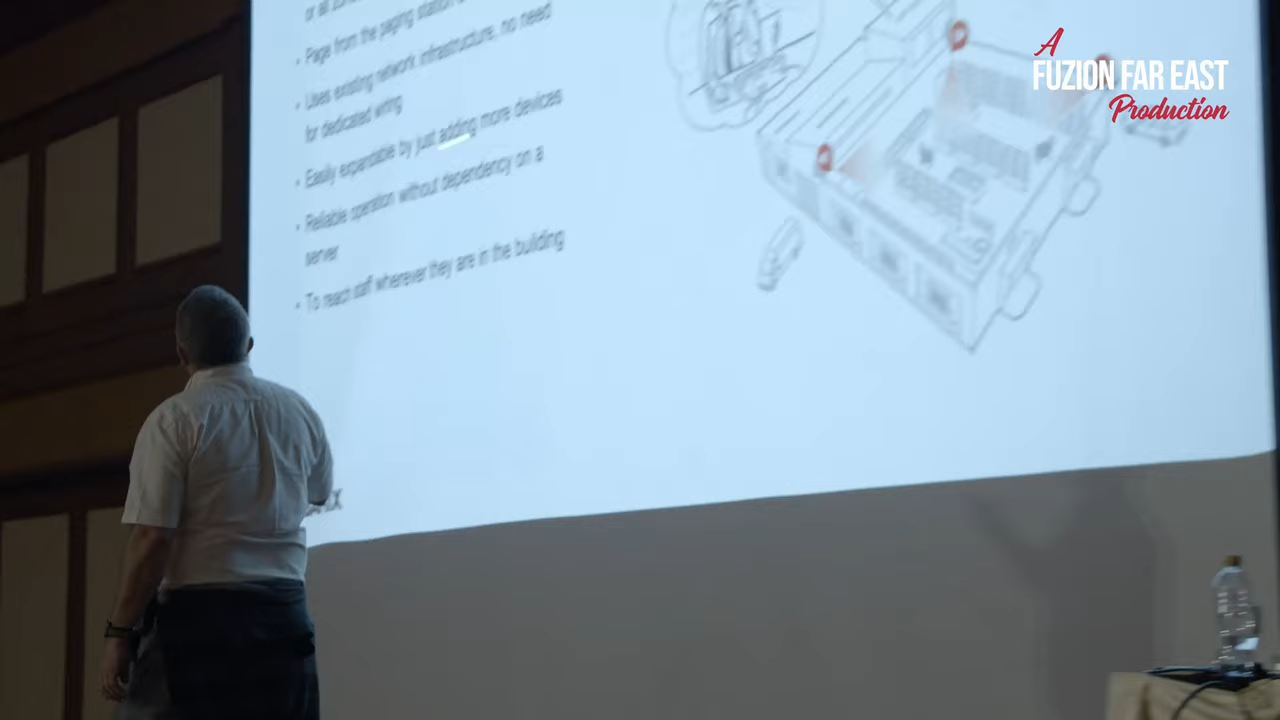 or all
• Page from the paging station
• Uses existing network infrastructure, no need
for dedicated wiring
• Easily expandable by just adding more devices
• Reliable operation without dependency on a
server
• To reach staff wherever they are in the building
A
FUZION FAR EAST
Production